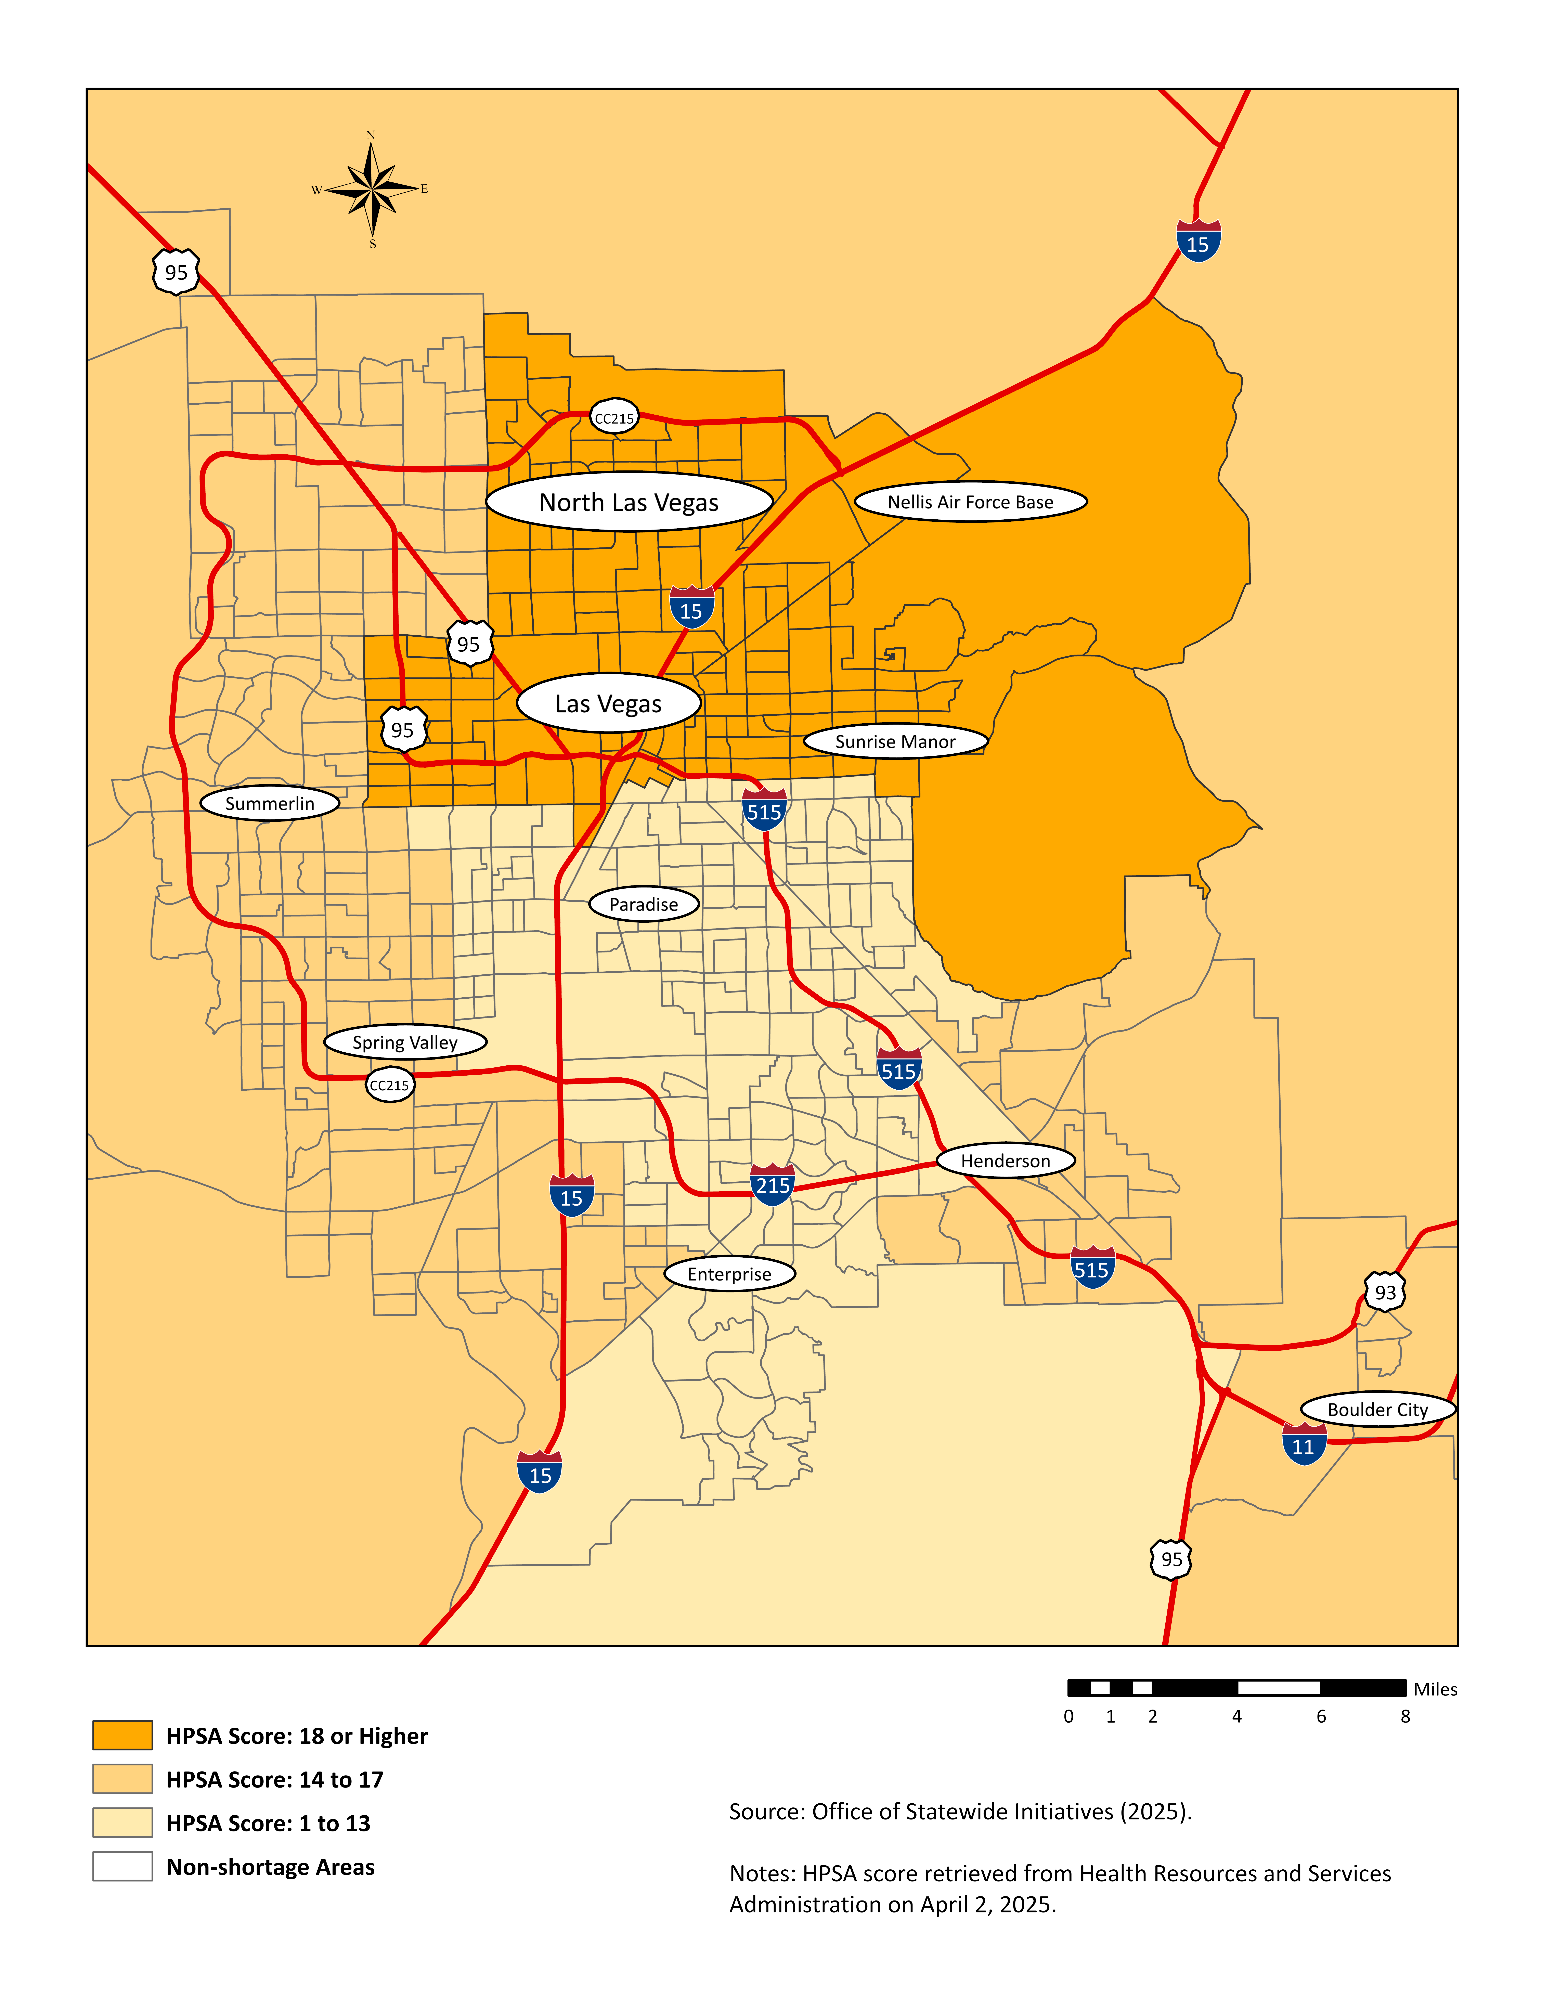 N
W E
S
95
15
CC215
North Las Vegas
Nellis Air Force Base
15
95
Las Vegas
95
Sunrise Manor
Summerlin
515
Paradise
Spring Valley
CC215
515
Henderson
15
215
Enterprise
515
93
Boulder City
11
15
95
Miles
0 1 2 4 6 8
HPSA Score: 18 or Higher
HPSA Score: 14 to 17
HPSA Score: 1 to 13
Non-shortage Areas
Source: Office of Statewide Initiatives (2025).
Notes: HPSA score retrieved from Health Resources and Services
Administration on April 2, 2025.